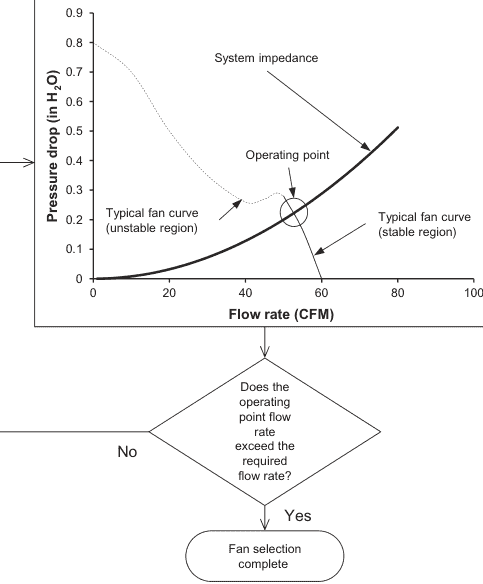 0.9
0.8
0.7
0.6
0.5
0.4
0.3
0.2
0.1
0
Pressure drop (in H2O)
System impedance
Operating point
Typical fan curve
(unstable region)
Typical fan curve
(stable region)
0 20 40 60 80 100
Flow rate (CFM)
Does the
operating
point flow
rate
exceed the
required
flow rate?
No
Yes
Fan selection
complete